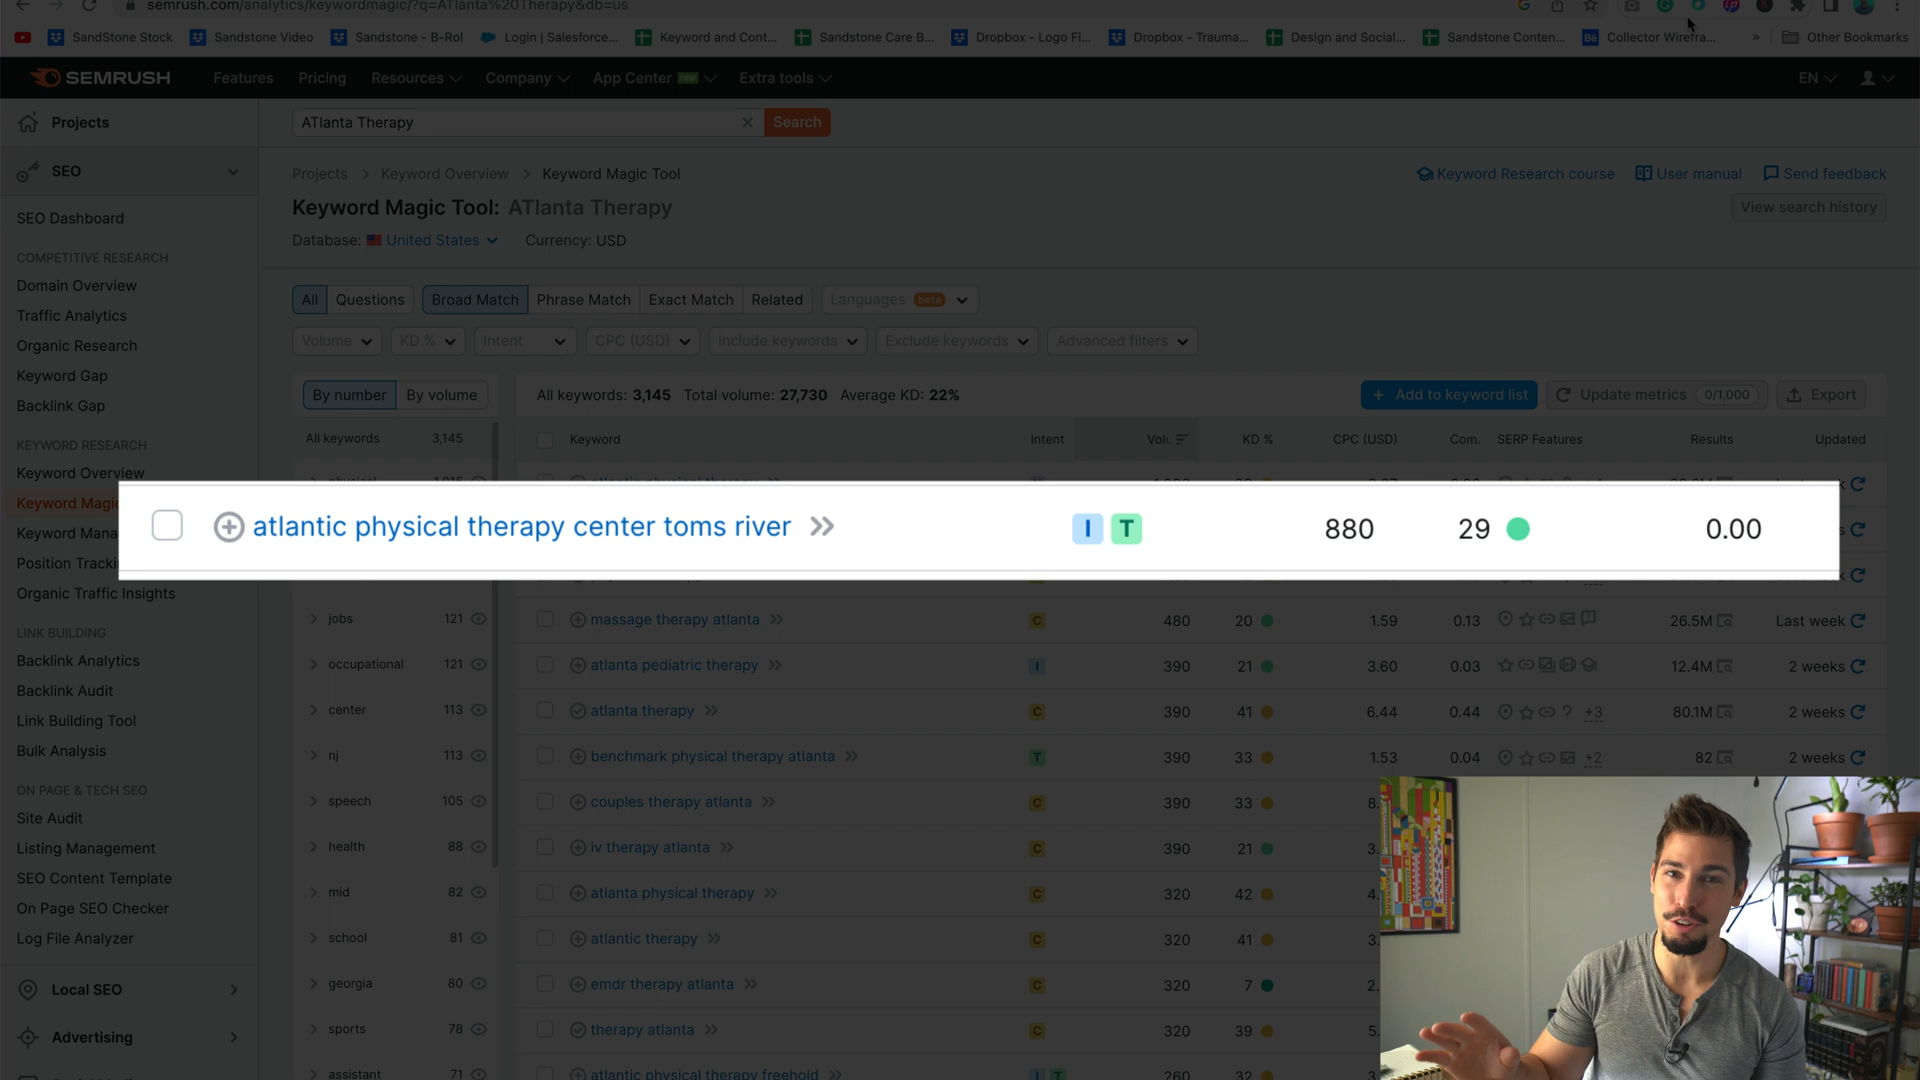 semrush.com/analytics/keywordmagic/?q=ATlanta%20Therapy&db=us
SandStone Stock
Sandstone Video
Sandstone - B-Rol
Login | Salesforce...
Keyword and Cont...
Sandstone Care B...
Dropbox - Logo Fi...
Dropbox - Trauma...
Design and Social...
Sandstone Conten...
Collector Wirefra...
»
Other Bookmarks
SEMRUSH
Features
Pricing
Resources
Company
App Center new
Extra tools
EN
Projects
SEO
SEO Dashboard
COMPETITIVE RESEARCH
Domain Overview
Traffic Analytics
Organic Research
Keyword Gap
Backlink Gap
KEYWORD RESEARCH
Keyword Overview
Keyword Magic
Keyword Mana
Position Tracki
Organic Traffic Insights
LINK BUILDING
Backlink Analytics
Backlink Audit
Link Building Tool
Bulk Analysis
ON PAGE & TECH SEO
Site Audit
Listing Management
SEO Content Template
On Page SEO Checker
Log File Analyzer
Local SEO
Advertising
ATlanta Therapy
Search
Projects > Keyword Overview > Keyword Magic Tool
Keyword Research course
User manual
Send feedback
Keyword Magic Tool: ATlanta Therapy
View search history
Database: United States Currency: USD
All Questions Broad Match Phrase Match Exact Match Related Languages beta
Volume KD % Intent CPC (USD) Include keywords Exclude keywords Advanced filters
By number By volume
All keywords: 3,145 Total volume: 27,730 Average KD: 22%
+ Add to keyword list
Update metrics 0/1,000
Export
All keywords 3,145
jobs 121
occupational 121
center 113
nj 113
speech 105
health 88
mid 82
school 81
georgia 80
sports 78
assistant 71
Keyword Intent Volu KD % CPC (USD) Com. SERP Features Results Updated
atlantic physical therapy center toms river I T 880 29 0.00
massage therapy atlanta C 480 20 1.59 0.13 26.5M Last week
atlanta pediatric therapy I 390 21 3.60 0.03 12.4M 2 weeks
atlanta therapy C 390 41 6.44 0.44 +3 80.1M 2 weeks
benchmark physical therapy atlanta T 390 33 1.53 0.04 +2 82 2 weeks
couples therapy atlanta C 390 33 8.
iv therapy atlanta C 390 21 3.
atlanta physical therapy C 320 42 4.
atlantic therapy C 320 41 3.
emdr therapy atlanta C 320 7 2.
therapy atlanta C 320 39 5.
atlantic physical therapy freehold I T 260 32